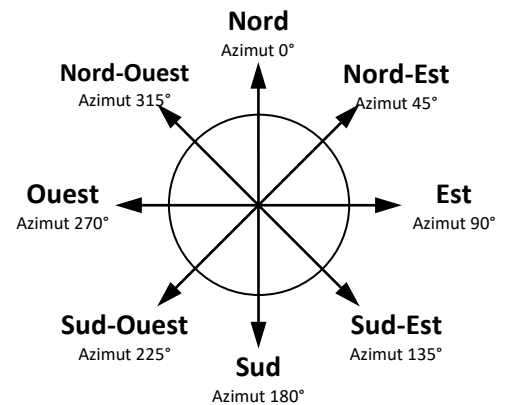 Nord
Azimut 0°
Nord-Ouest
Azimut 315°
Nord-Est
Azimut 45°
Ouest
Azimut 270°
Est
Azimut 90°
Sud-Ouest
Azimut 225°
Sud-Est
Azimut 135°
Sud
Azimut 180°